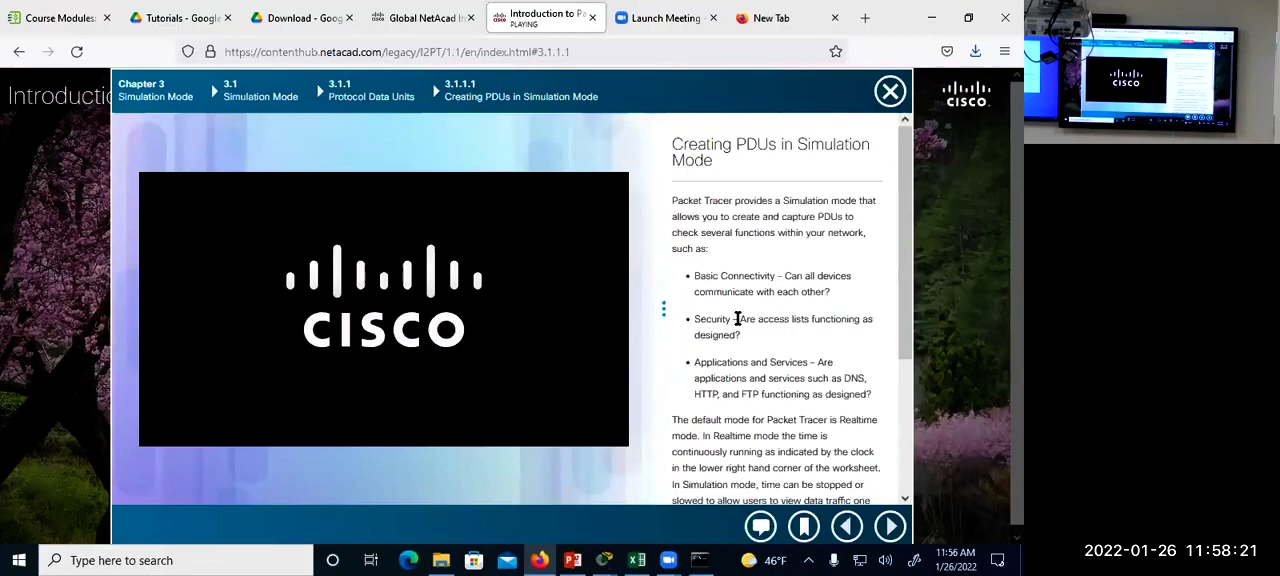 Course Modules:
Tutorials - Google
Download - Goog
Global NetAcad In
Introduction to Pa
PLAYING
Launch Meeting -
New Tab
https://contenthub.netacad.com/legacy/I2PT/1.1/
ex.html#3.1.1.1
Introductio
Chapter 3
Simulation Mode
3.1
Simulation Mode
3.1.1
Protocol Data Units
3.1.1.1
Creating PDUs in Simulation Mode
CISCO
CISCO
Creating PDUs in Simulation
Mode
Packet Tracer provides a Simulation mode that
allows you to create and capture PDUs to
check several functions within your network,
such as:
• Basic Connectivity - Can all devices
communicate with each other?
• Security - Are access lists functioning as
designed?
• Applications and Services - Are
applications and services such as DNS,
HTTP, and FTP functioning as designed?
The default mode for Packet Tracer is Realtime
mode. In Realtime mode the time is
continuously running as indicated by the clock
in the lower right hand corner of the worksheet.
In Simulation mode, time can be stopped or
slowed to allow users to view data traffic one
Type here to search
46°F
11:56 AM
1/26/2022
CISCO
2022-01-26 11:58:21